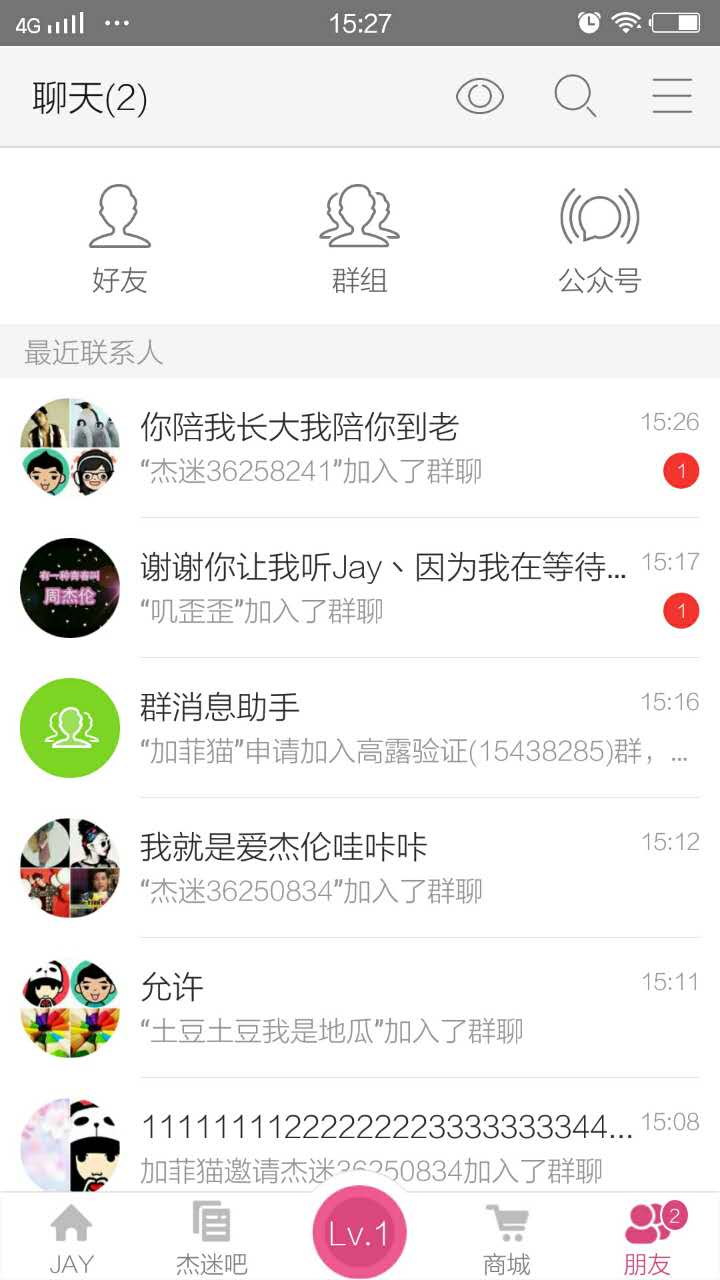 4G 15:27
聊天(2)
好友 群组 公众号
最近联系人
你陪我长大我陪你到老 15:26
“杰迷36258241”加入了群聊 1
有一种青春叫
周杰伦
谢谢你让我听Jay丶因为我在等待... 15:17
“叽歪歪”加入了群聊 1
群消息助手 15:16
“加菲猫”申请加入高露验证(15438285)群，...
我就是爱杰伦哇咔咔 15:12
“杰迷36250834”加入了群聊
允许 15:11
“土豆土豆我是地瓜”加入了群聊
11111111222222222333333333344... 15:08
加菲猫邀请杰迷36250834加入了群聊
Lv.1 2
JAY 杰迷吧 商城 朋友